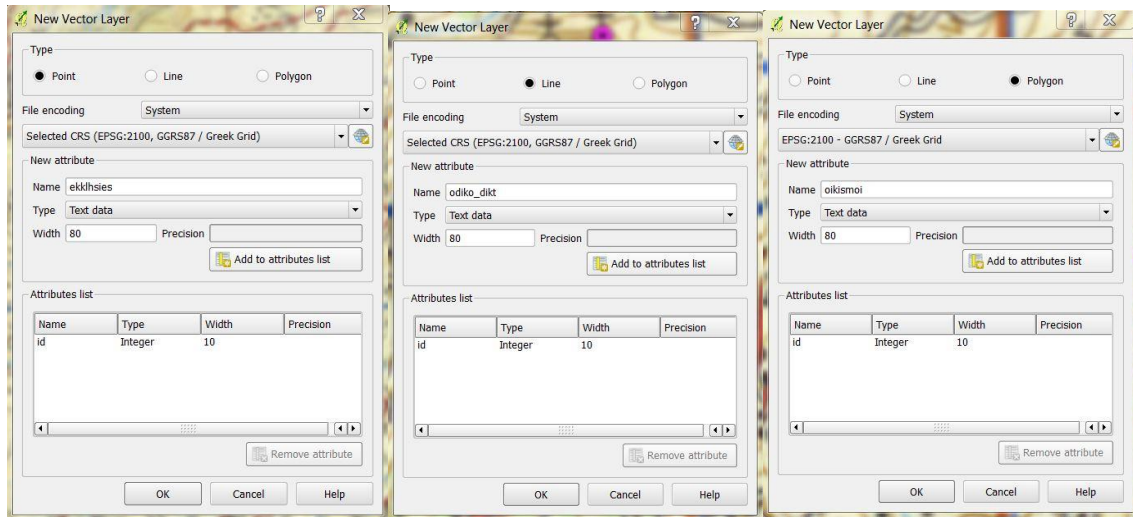 New Vector Layer
Type
Point Line Polygon
File encoding System
Selected CRS (EPSG:2100, GGRS87 / Greek Grid)
New attribute
Name ekklhsies
Type Text data
Width 80 Precision
Add to attributes list
Attributes list
Name Type Width Precision
id Integer 10
Remove attribute
OK Cancel Help
New Vector Layer
Type
Point Line Polygon
File encoding System
Selected CRS (EPSG:2100, GGRS87 / Greek Grid)
New attribute
Name odiko_dikt
Type Text data
Width 80 Precision
Add to attributes list
Attributes list
Name Type Width Precision
id Integer 10
Remove attribute
OK Cancel Help
New Vector Layer
Type
Point Line Polygon
File encoding System
EPSG:2100 - GGRS87 / Greek Grid
New attribute
Name oikismoi
Type Text data
Width 80 Precision
Add to attributes list
Attributes list
Name Type Width Precision
id Integer 10
Remove attribute
OK Cancel Help